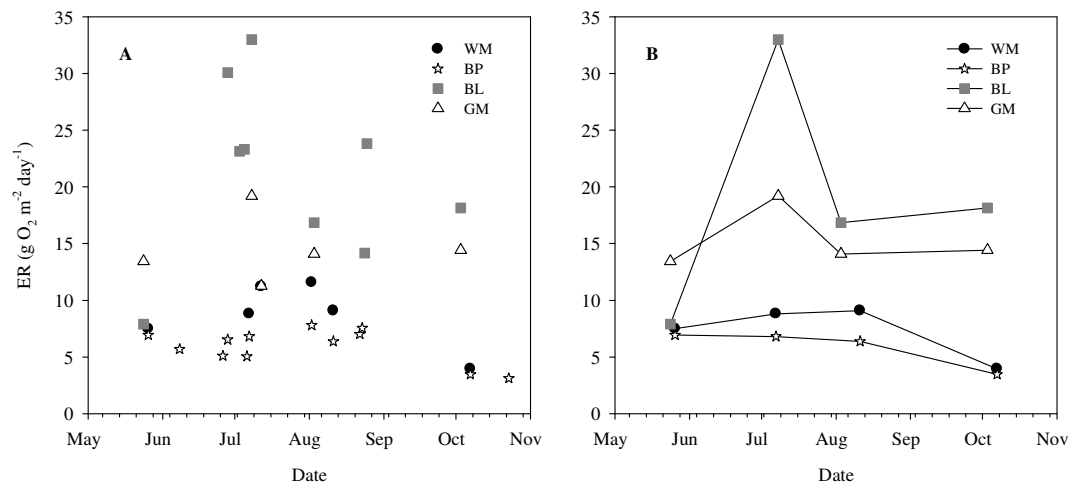 35
30
25
20
15
10
5
0
ER (g O₂ m⁻² day⁻¹)
A
WM
BP
BL
GM
May Jun Jul Aug Sep Oct Nov
Date
35
30
25
20
15
10
5
0
B
WM
BP
BL
GM
May Jun Jul Aug Sep Oct Nov
Date